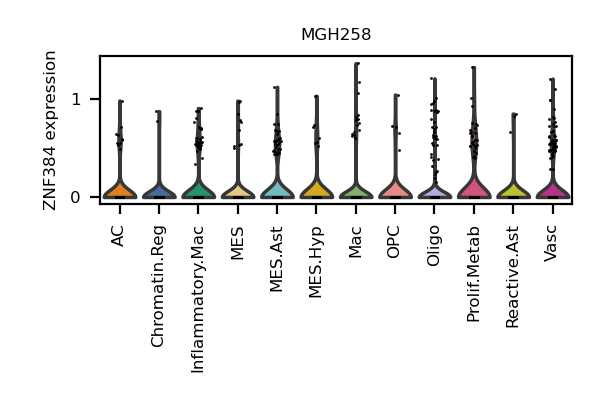 MGH258
ZNF384 expression
1
0
AC
Chromatin.Reg
Inflammatory.Mac
MES
MES.Ast
MES.Hyp
Mac
OPC
Oligo
Prolif.Metab
Reactive.Ast
Vasc